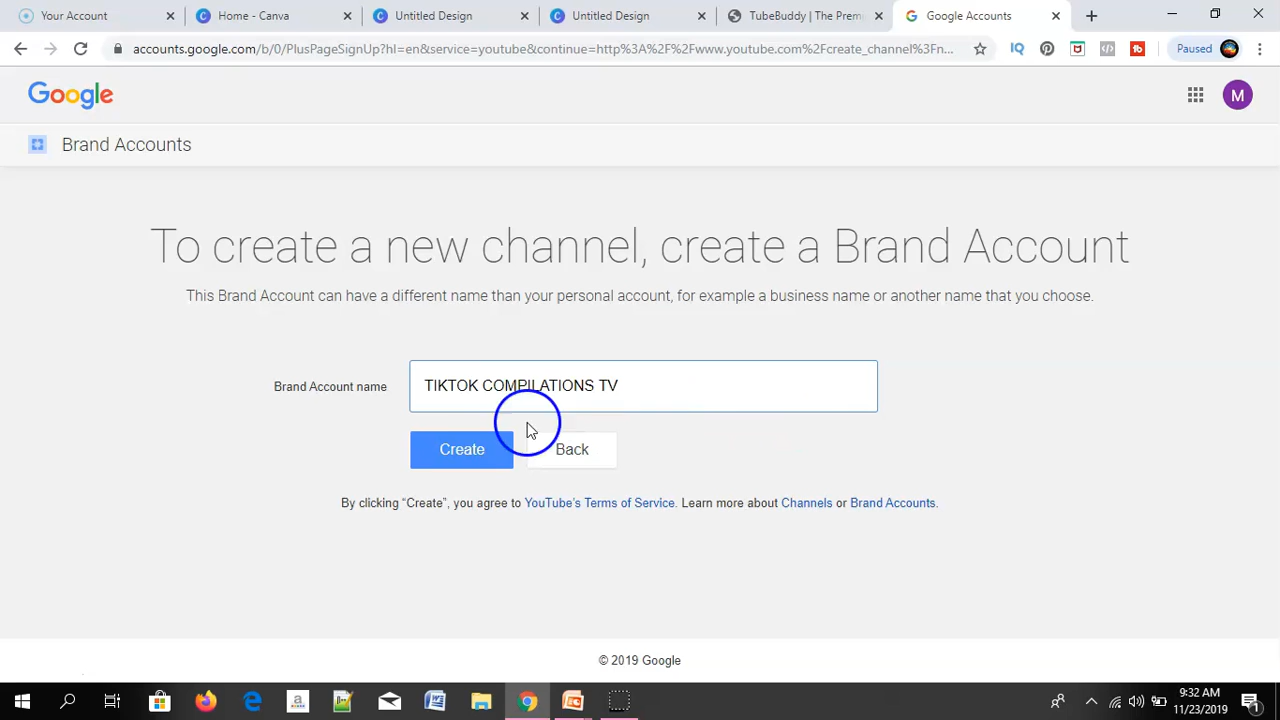 Your Account
Home - Canva
Untitled Design
Untitled Design
TubeBuddy | The Prem
Google Accounts
accounts.google.com/b/0/PlusPageSignUp?hl=en&service=youtube&continue=http%3A%2F%2Fwww.youtube.com%2Fcreate_channel%3Fn...
Paused
Google
M
Brand Accounts
To create a new channel, create a Brand Account
This Brand Account can have a different name than your personal account, for example a business name or another name that you choose.
Brand Account name
TIKTOK COMPILATIONS TV
Create
Back
By clicking “Create”, you agree to YouTube's Terms of Service. Learn more about Channels or Brand Accounts.
© 2019 Google
9:32 AM
11/23/2019
1